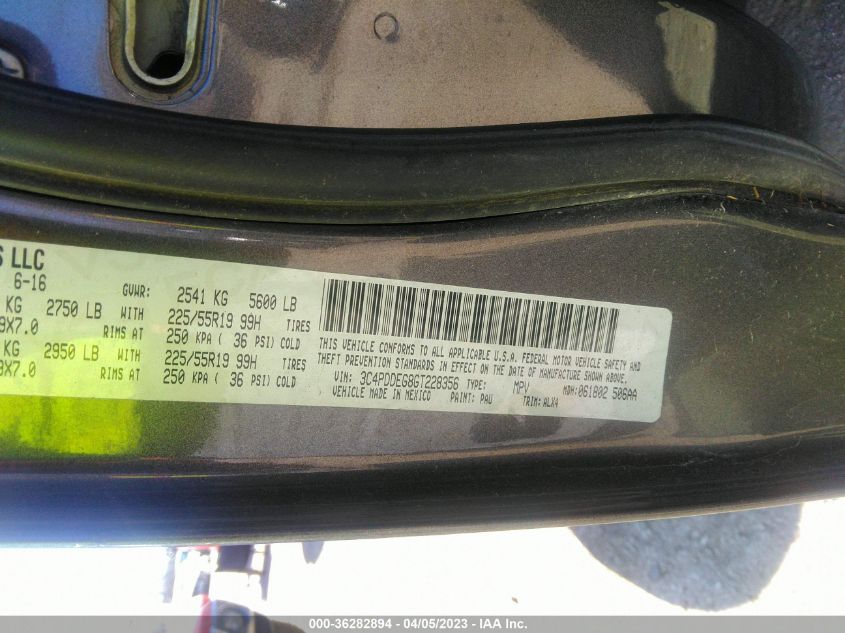 S LLC
6-16 GVWR: 2541 KG 5600 LB
KG 2750 LB WITH 225/55R19 99H TIRES
9X7.0 RIMS AT 250 KPA ( 36 PSI) COLD
KG 2950 LB WITH 225/55R19 99H TIRES
9X7.0 RIMS AT 250 KPA ( 36 PSI) COLD
THIS VEHICLE CONFORMS TO ALL APPLICABLE U.S.A. FEDERAL MOTOR VEHICLE SAFETY AND
THEFT PREVENTION STANDARDS IN EFFECT ON THE DATE OF MANUFACTURE SHOWN ABOVE.
VIN: 3C4PDDEG8GT228356 TYPE: MPV MDH:061802 506AA
VEHICLE MADE IN MEXICO PAINT: PAU TRIM: ALX4
000-36282894 - 04/05/2023 - IAA Inc.